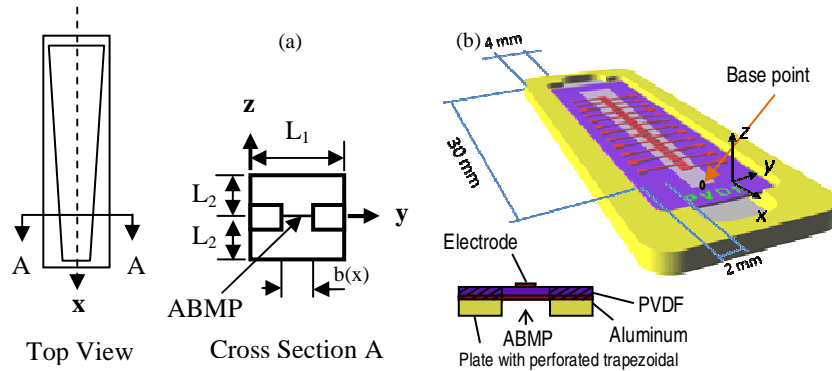 (a)
z
L1
L2
L2
y
A
A
x
b(x)
ABMP
Top View
Cross Section A
(b)
4 mm
Base point
30 mm
z
y
x
0
PVDF
2 mm
Electrode
PVDF
Aluminum
ABMP
Plate with perforated trapezoidal